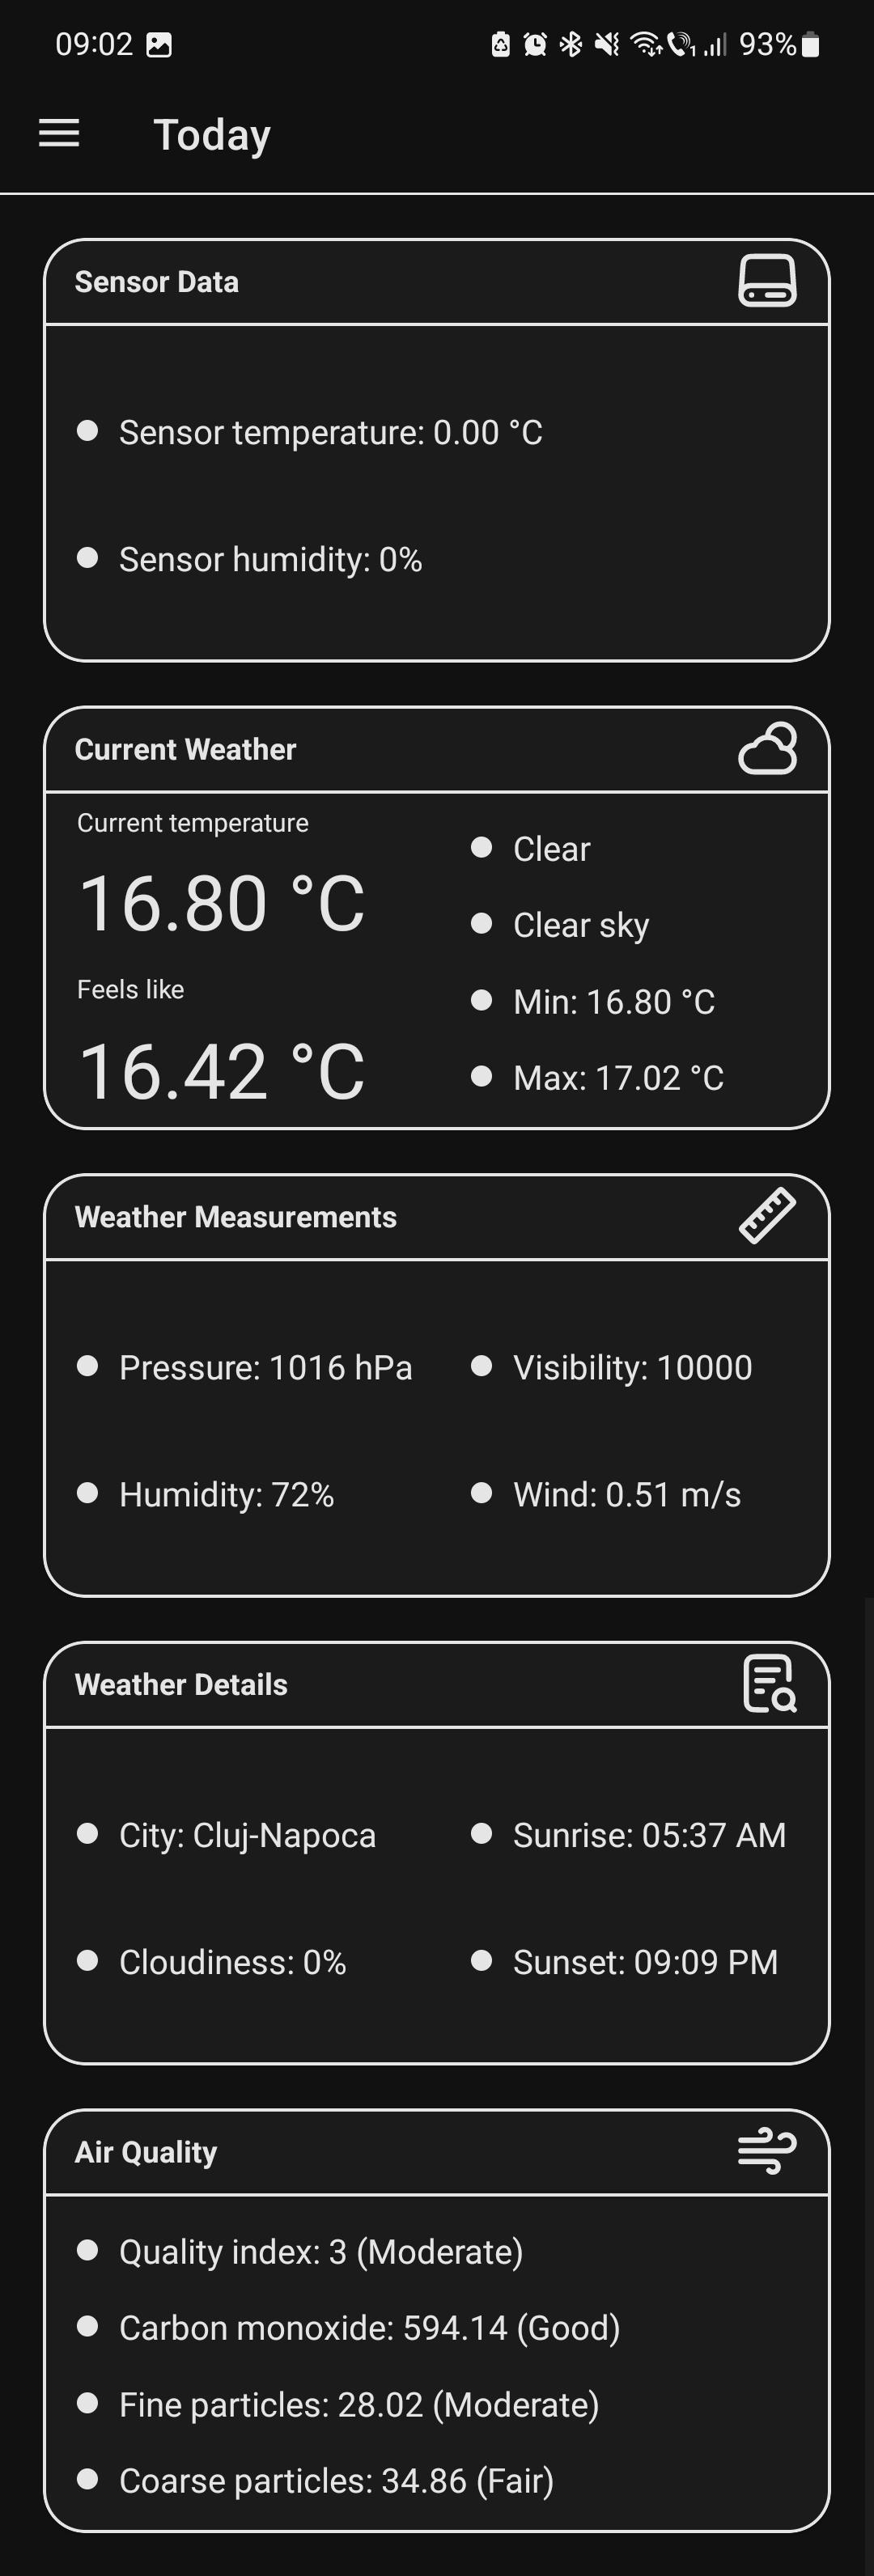 09:02
93%
Today
Sensor Data
Sensor temperature: 0.00 °C
Sensor humidity: 0%
Current Weather
Current temperature
16.80 °C
Feels like
16.42 °C
Clear
Clear sky
Min: 16.80 °C
Max: 17.02 °C
Weather Measurements
Pressure: 1016 hPa
Humidity: 72%
Visibility: 10000
Wind: 0.51 m/s
Weather Details
City: Cluj-Napoca
Cloudiness: 0%
Sunrise: 05:37 AM
Sunset: 09:09 PM
Air Quality
Quality index: 3 (Moderate)
Carbon monoxide: 594.14 (Good)
Fine particles: 28.02 (Moderate)
Coarse particles: 34.86 (Fair)